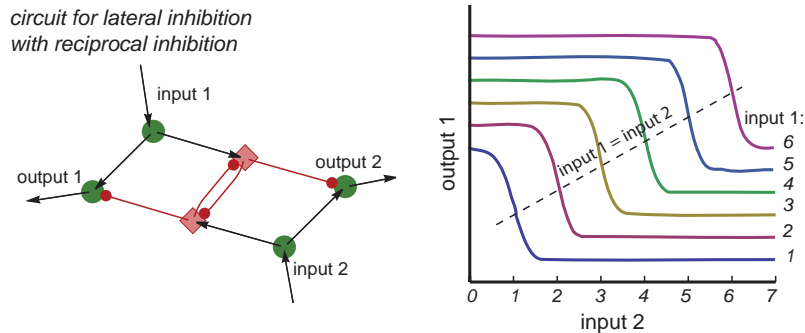 circuit for lateral inhibition
with reciprocal inhibition
input 1
output 1
output 2
input 2
output 1
input 1 = input 2
input 1:
6
5
4
3
2
1
0 1 2 3 4 5 6 7
input 2